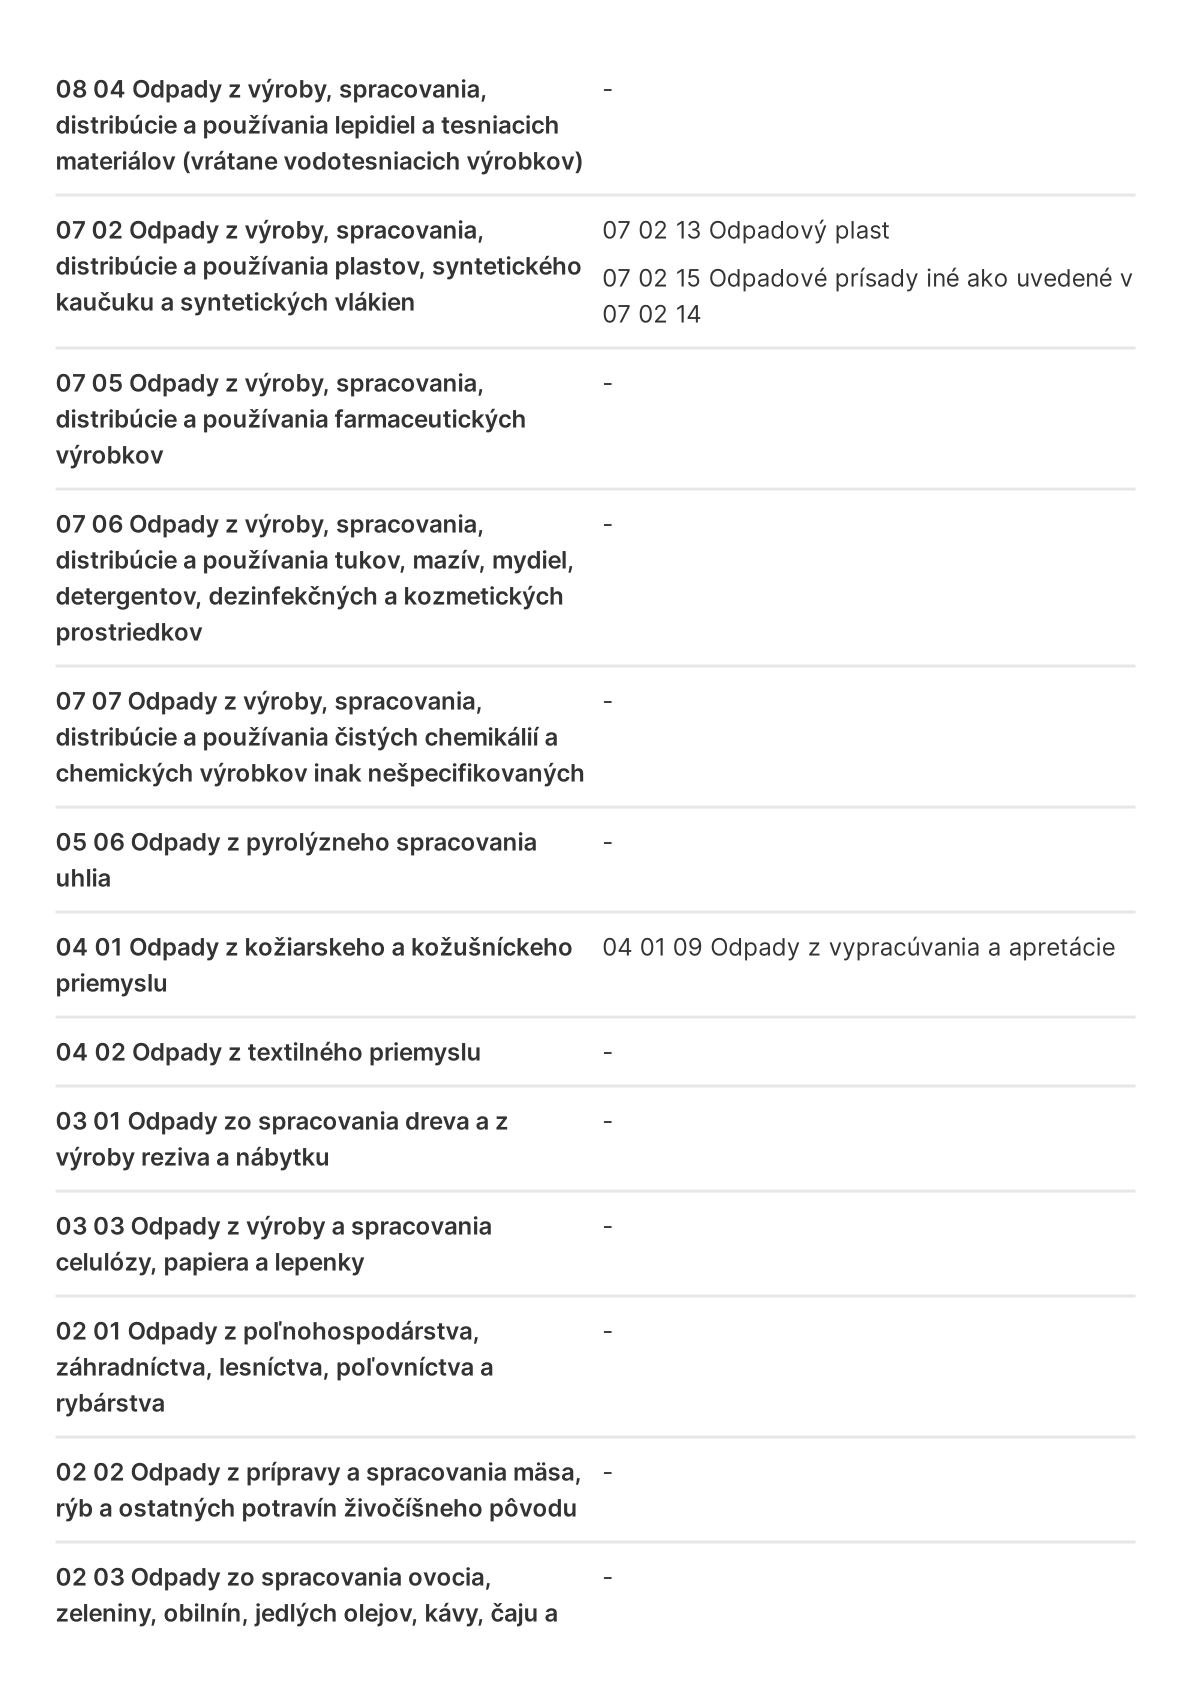 08 04 Odpady z výroby, spracovania, -
distribúcie a používania lepidiel a tesniacich
materiálov (vrátane vodotesniacich výrobkov)
07 02 Odpady z výroby, spracovania, 07 02 13 Odpadový plast
distribúcie a používania plastov, syntetického 07 02 15 Odpadové prísady iné ako uvedené v
kaučuku a syntetických vlákien 07 02 14
07 05 Odpady z výroby, spracovania, -
distribúcie a používania farmaceutických
výrobkov
07 06 Odpady z výroby, spracovania, -
distribúcie a používania tukov, mazív, mydiel,
detergentov, dezinfekčných a kozmetických
prostriedkov
07 07 Odpady z výroby, spracovania, -
distribúcie a používania čistých chemikálií a
chemických výrobkov inak nešpecifikovaných
05 06 Odpady z pyrolýzneho spracovania -
uhlia
04 01 Odpady z kožiarskeho a kožušníckeho 04 01 09 Odpady z vypracúvania a apretácie
priemyslu
04 02 Odpady z textilného priemyslu -
03 01 Odpady zo spracovania dreva a z -
výroby reziva a nábytku
03 03 Odpady z výroby a spracovania -
celulózy, papiera a lepenky
02 01 Odpady z poľnohospodárstva, -
záhradníctva, lesníctva, poľovníctva a
rybárstva
02 02 Odpady z prípravy a spracovania mäsa, -
rýb a ostatných potravín živočíšneho pôvodu
02 03 Odpady zo spracovania ovocia, -
zeleniny, obilnín, jedlých olejov, kávy, čaju a